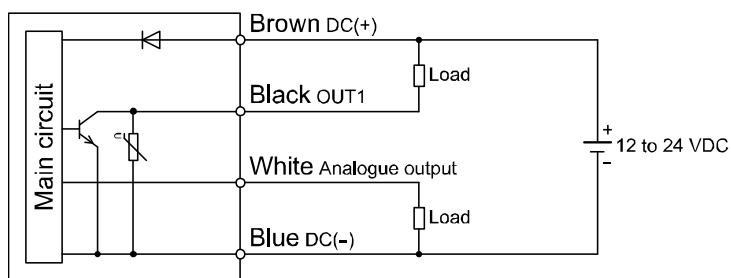 Brown DC(+)
Load
Black OUT1
Main circuit
White Analogue output
+
12 to 24 VDC
-
Load
Blue DC(-)